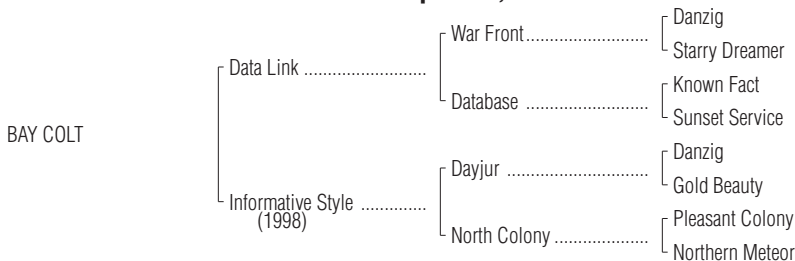 Danzig
War Front
Starry Dreamer
Data Link
Known Fact
Database
Sunset Service
BAY COLT
Danzig
Dayjur
Gold Beauty
Informative Style
(1998)
Pleasant Colony
North Colony
Northern Meteor